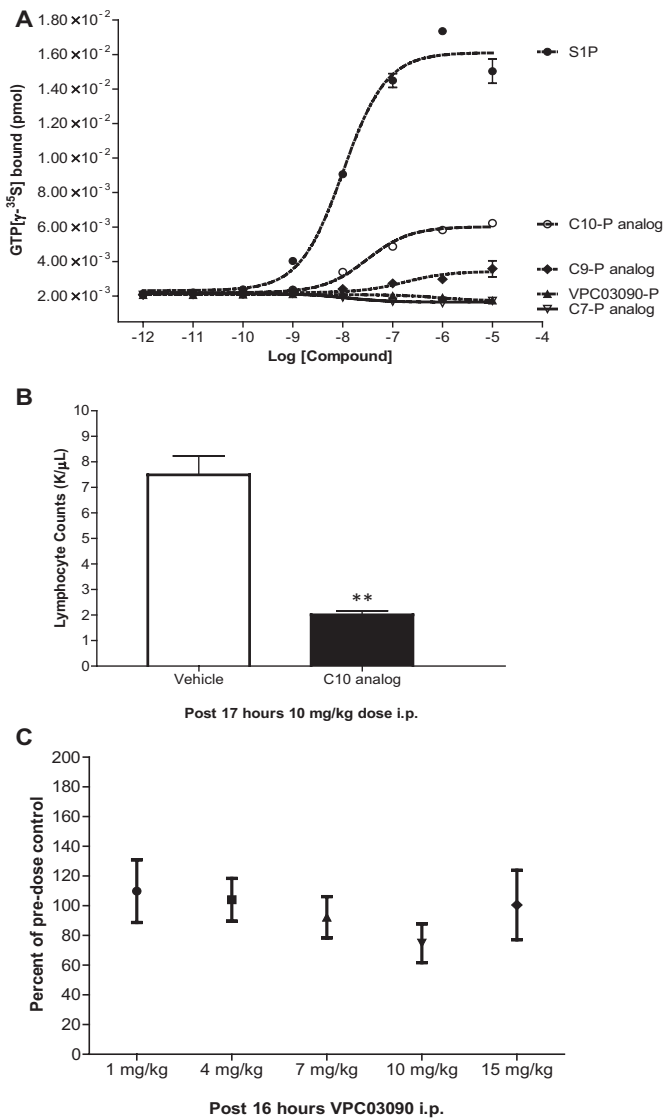 A
GTP[γ-³⁵S] bound (pmol)
1.80 ×10⁻²
1.60 ×10⁻²
1.40 ×10⁻²
1.20 ×10⁻²
1.00 ×10⁻²
8.00 ×10⁻³
6.00 ×10⁻³
4.00 ×10⁻³
2.00 ×10⁻³
-12 -11 -10 -9 -8 -7 -6 -5 -4
Log [Compound]
S1P
C10-P analog
C9-P analog
VPC03090-P
C7-P analog
B
Lymphocyte Counts (K/μL)
10
9
8
7
6
5
4
3
2
1
0
**
Vehicle C10 analog
Post 17 hours 10 mg/kg dose i.p.
C
Percent of pre-dose control
200
180
160
140
120
100
80
60
40
20
0
1 mg/kg 4 mg/kg 7 mg/kg 10 mg/kg 15 mg/kg
Post 16 hours VPC03090 i.p.